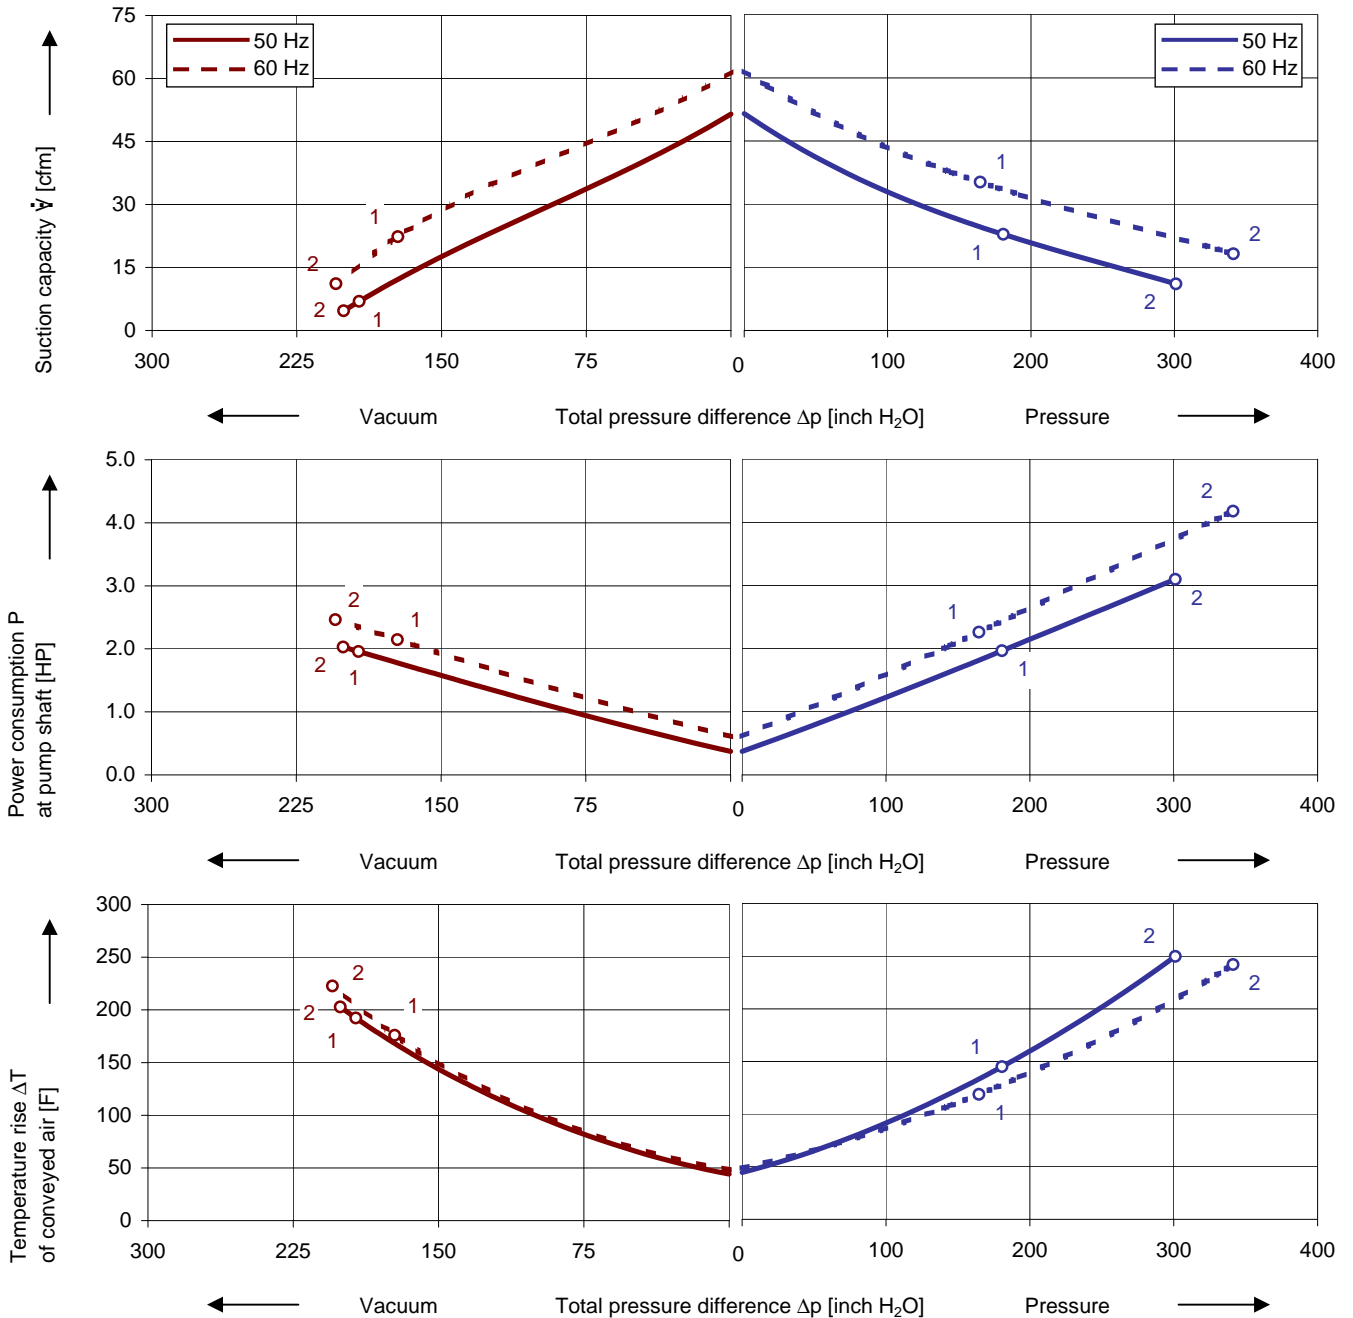 75
60
45
30
15
0
Suction capacity V̇ [cfm]
50 Hz
60 Hz
50 Hz
60 Hz
1
2
2
1
1
2
1
2
300 225 150 75 0 100 200 300 400
Vacuum Total pressure difference Δp [inch H₂O] Pressure
5.0
4.0
3.0
2.0
1.0
0.0
Power consumption P
at pump shaft [HP]
2
1
2
1
2
1
2
1
300 225 150 75 0 100 200 300 400
Vacuum Total pressure difference Δp [inch H₂O] Pressure
300
250
200
150
100
50
0
Temperature rise ΔT
of conveyed air [F]
2
1
2
1
2
1
2
1
300 225 150 75 0 100 200 300 400
Vacuum Total pressure difference Δp [inch H₂O] Pressure